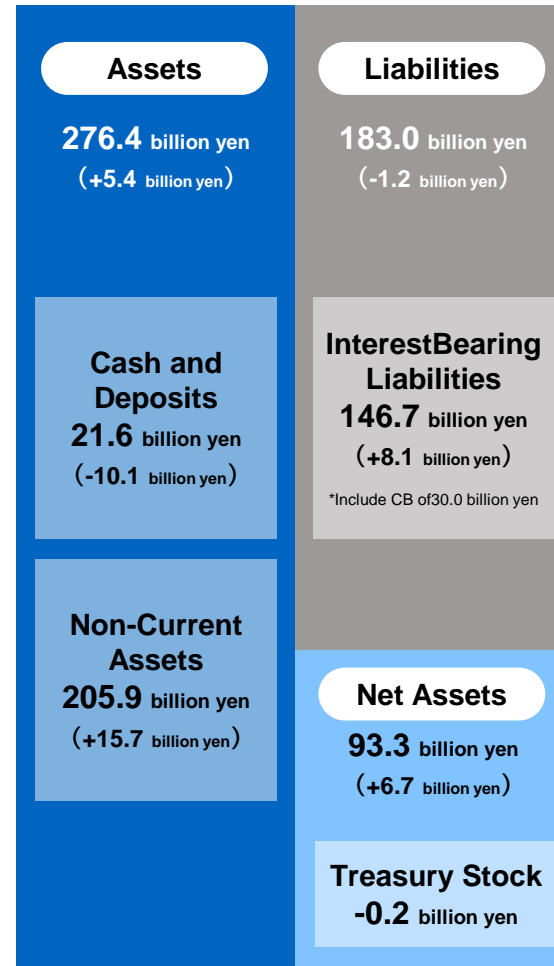 Assets
276.4 billion yen
（+5.4 billion yen）
Cash and
Deposits
21.6 billion yen
（-10.1 billion yen）
Non-Current
Assets
205.9 billion yen
（+15.7 billion yen）
Liabilities
183.0 billion yen
（-1.2 billion yen）
InterestBearing
Liabilities
146.7 billion yen
（+8.1 billion yen）
*Include CB of30.0 billion yen
Net Assets
93.3 billion yen
（+6.7 billion yen）
Treasury Stock
-0.2 billion yen